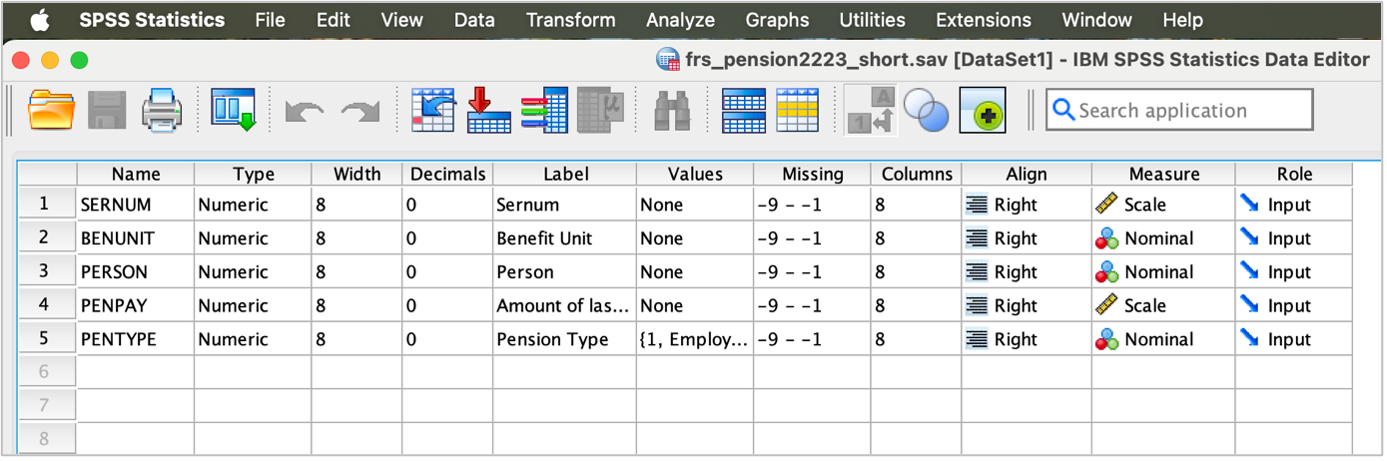 SPSS Statistics File Edit View Data Transform Analyze Graphs Utilities Extensions Window Help
frs_pension2223_short.sav [DataSet1] - IBM SPSS Statistics Data Editor
A 1 µ Search application
Name Type Width Decimals Label Values Missing Columns Align Measure Role
1 SERNUM Numeric 8 0 Sernum None -9 - -1 8 Right Scale Input
2 BENUNIT Numeric 8 0 Benefit Unit None -9 - -1 8 Right Nominal Input
3 PERSON Numeric 8 0 Person None -9 - -1 8 Right Nominal Input
4 PENPAY Numeric 8 0 Amount of las... None -9 - -1 8 Right Scale Input
5 PENTYPE Numeric 8 0 Pension Type {1, Employ... -9 - -1 8 Right Nominal Input
6
7
8